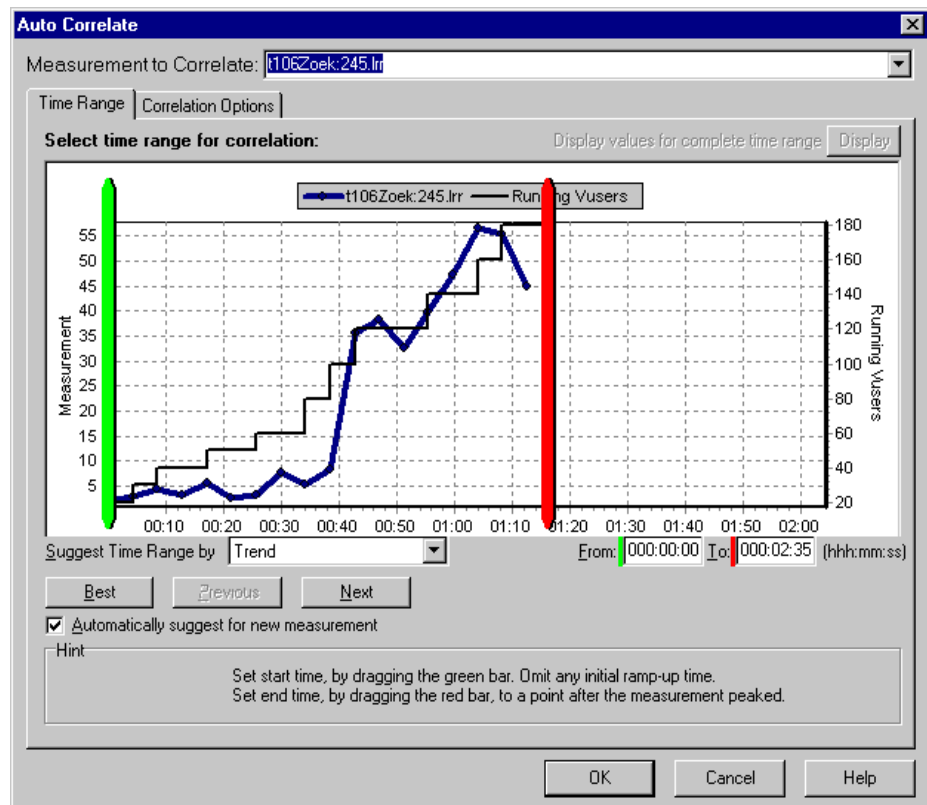 Auto Correlate
Measurement to Correlate: t106Zoek:245.lrr
Time Range Correlation Options
Select time range for correlation: Display values for complete time range Display
t106Zoek:245.lrr Running Vusers
55
50
45
40
35
30
25
20
15
10
5
Measurement
180
160
140
120
100
80
60
40
20
Running Vusers
00:10 00:20 00:30 00:40 00:50 01:00 01:10 01:20 01:30 01:40 01:50 02:00
Suggest Time Range by Trend From: 000:00:00 To: 000:02:35 (hhh:mm:ss)
Best Previous Next
Automatically suggest for new measurement
Hint
Set start time, by dragging the green bar. Omit any initial ramp-up time.
Set end time, by dragging the red bar, to a point after the measurement peaked.
OK Cancel Help